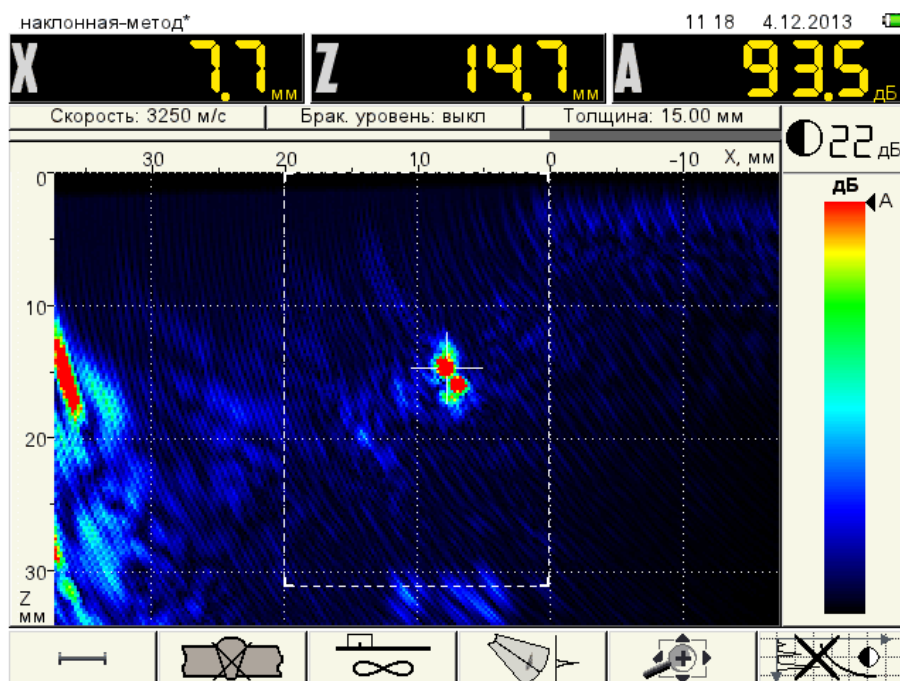 наклонная-метод* 11 18 4.12.2013
X 7.7 мм Z 14.7 мм A 93.5 дБ
Скорость: 3250 м/с Брак. уровень: выкл Толщина: 15.00 мм
22 дБ
30 20 10 0 -10 X, мм
дБ
A
0
10
20
30
Z
мм